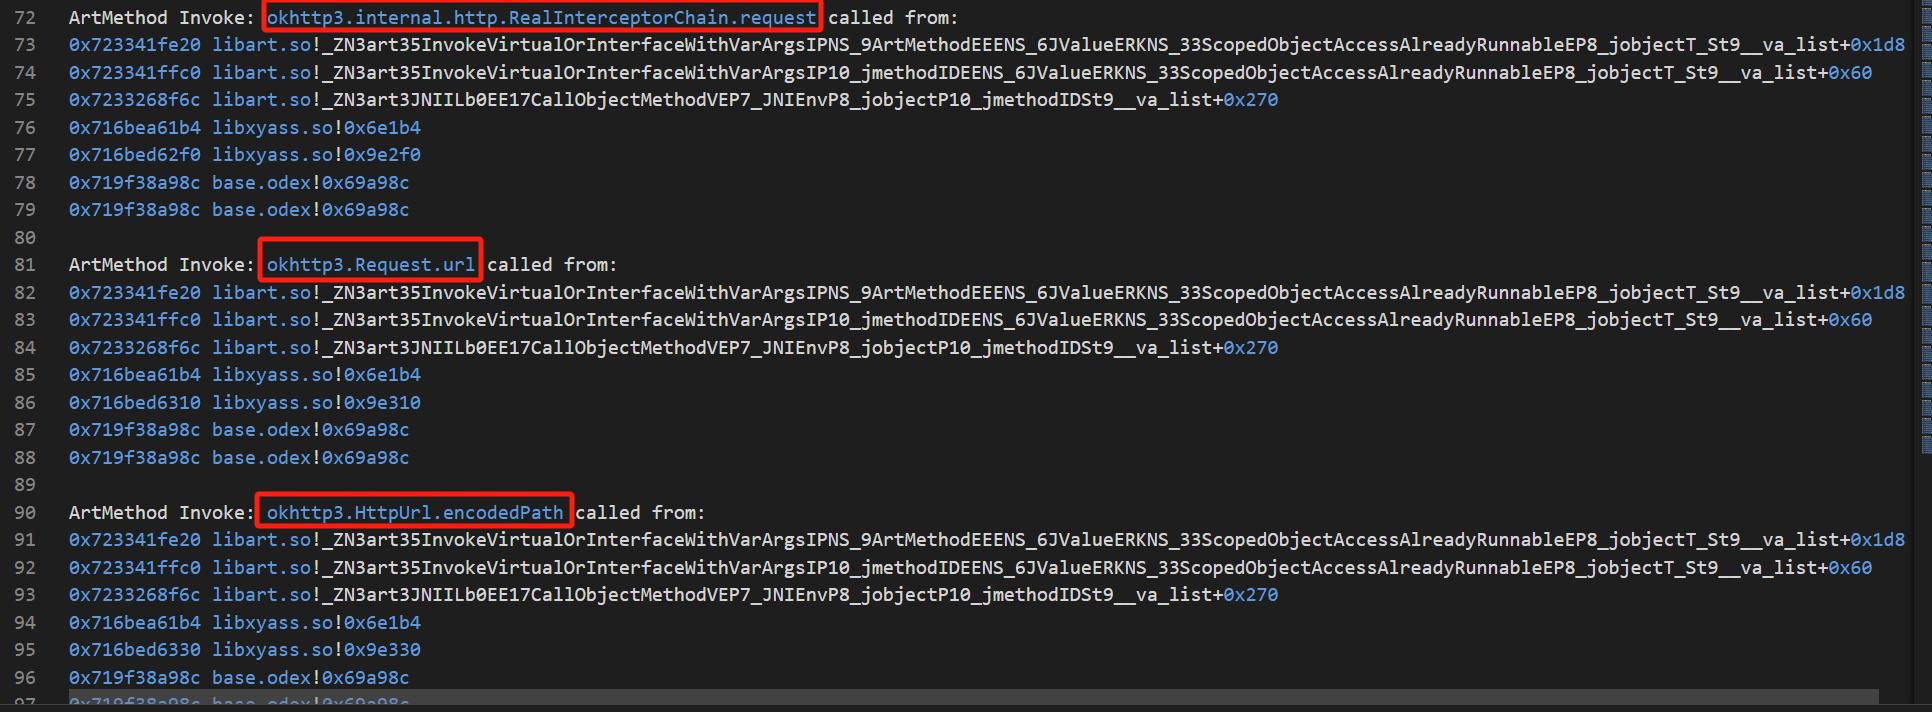 72 ArtMethod Invoke: okhttp3.internal.http.RealInterceptorChain.request called from:
73 0x723341fe20 libart.so!_ZN3art35InvokeVirtualOrInterfaceWithVarArgsIPNS_9ArtMethodEEENS_6JValueERKNS_33ScopedObjectAccessAlreadyRunnableEP8_jobjectT_St9__va_list+0x1d8
74 0x723341ffc0 libart.so!_ZN3art35InvokeVirtualOrInterfaceWithVarArgsIP10_jmethodIDEENS_6JValueERKNS_33ScopedObjectAccessAlreadyRunnableEP8_jobjectT_St9__va_list+0x60
75 0x7233268f6c libart.so!_ZN3art3JNIILb0EE17CallObjectMethodVEP7_JNIEnvP8_jobjectP10_jmethodIDSt9__va_list+0x270
76 0x716bea61b4 libxyass.so!0x6e1b4
77 0x716bed62f0 libxyass.so!0x9e2f0
78 0x719f38a98c base.odex!0x69a98c
79 0x719f38a98c base.odex!0x69a98c
80
81 ArtMethod Invoke: okhttp3.Request.url called from:
82 0x723341fe20 libart.so!_ZN3art35InvokeVirtualOrInterfaceWithVarArgsIPNS_9ArtMethodEEENS_6JValueERKNS_33ScopedObjectAccessAlreadyRunnableEP8_jobjectT_St9__va_list+0x1d8
83 0x723341ffc0 libart.so!_ZN3art35InvokeVirtualOrInterfaceWithVarArgsIP10_jmethodIDEENS_6JValueERKNS_33ScopedObjectAccessAlreadyRunnableEP8_jobjectT_St9__va_list+0x60
84 0x7233268f6c libart.so!_ZN3art3JNIILb0EE17CallObjectMethodVEP7_JNIEnvP8_jobjectP10_jmethodIDSt9__va_list+0x270
85 0x716bea61b4 libxyass.so!0x6e1b4
86 0x716bed6310 libxyass.so!0x9e310
87 0x719f38a98c base.odex!0x69a98c
88 0x719f38a98c base.odex!0x69a98c
89
90 ArtMethod Invoke: okhttp3.HttpUrl.encodedPath called from:
91 0x723341fe20 libart.so!_ZN3art35InvokeVirtualOrInterfaceWithVarArgsIPNS_9ArtMethodEEENS_6JValueERKNS_33ScopedObjectAccessAlreadyRunnableEP8_jobjectT_St9__va_list+0x1d8
92 0x723341ffc0 libart.so!_ZN3art35InvokeVirtualOrInterfaceWithVarArgsIP10_jmethodIDEENS_6JValueERKNS_33ScopedObjectAccessAlreadyRunnableEP8_jobjectT_St9__va_list+0x60
93 0x7233268f6c libart.so!_ZN3art3JNIILb0EE17CallObjectMethodVEP7_JNIEnvP8_jobjectP10_jmethodIDSt9__va_list+0x270
94 0x716bea61b4 libxyass.so!0x6e1b4
95 0x716bed6330 libxyass.so!0x9e330
96 0x719f38a98c base.odex!0x69a98c
97 0x719f38a98c base.odex!0x69a98c